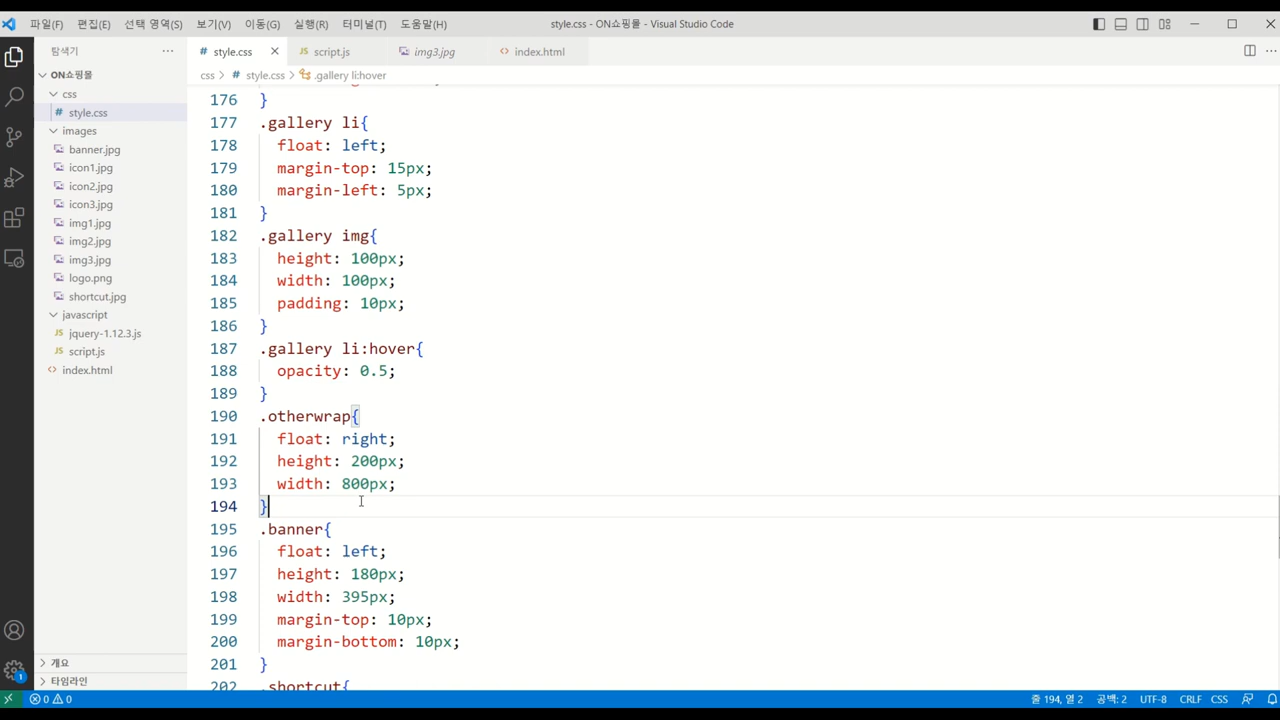 파일(F) 편집(E) 선택 영역(S) 보기(V) 이동(G) 실행(R) 터미널(T) 도움말(H) style.css - ON쇼핑몰 - Visual Studio Code
탐색기
style.css
script.js
img3.jpg
index.html
ON쇼핑몰
css > style.css > .gallery li:hover
css
style.css
images
banner.jpg
icon1.jpg
icon2.jpg
icon3.jpg
img1.jpg
img2.jpg
img3.jpg
logo.png
shortcut.jpg
javascript
JS jquery-1.12.3.js
JS script.js
index.html
개요
타임라인
176 }
177 .gallery li{
178 float: left;
179 margin-top: 15px;
180 margin-left: 5px;
181 }
182 .gallery img{
183 height: 100px;
184 width: 100px;
185 padding: 10px;
186 }
187 .gallery li:hover{
188 opacity: 0.5;
189 }
190 .otherwrap{
191 float: right;
192 height: 200px;
193 width: 800px;
194 }
195 .banner{
196 float: left;
197 height: 180px;
198 width: 395px;
199 margin-top: 10px;
200 margin-bottom: 10px;
201 }
202 .shortcut{
0 0 줄 194, 열 2 공백: 2 UTF-8 CRLF CSS